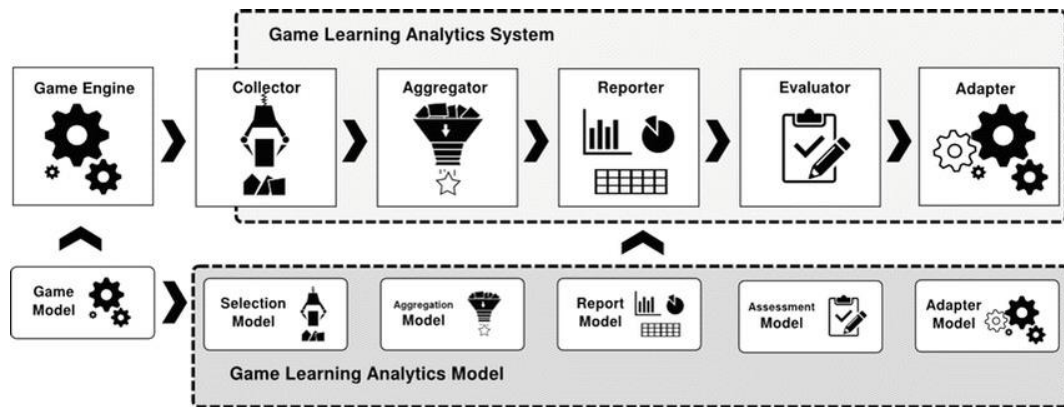 Game Learning Analytics System
Game Engine
Collector
Aggregator
Reporter
Evaluator
Adapter
Game
Model
Selection
Model
Aggregation
Model
Report
Model
Assessment
Model
Adapter
Model
Game Learning Analytics Model